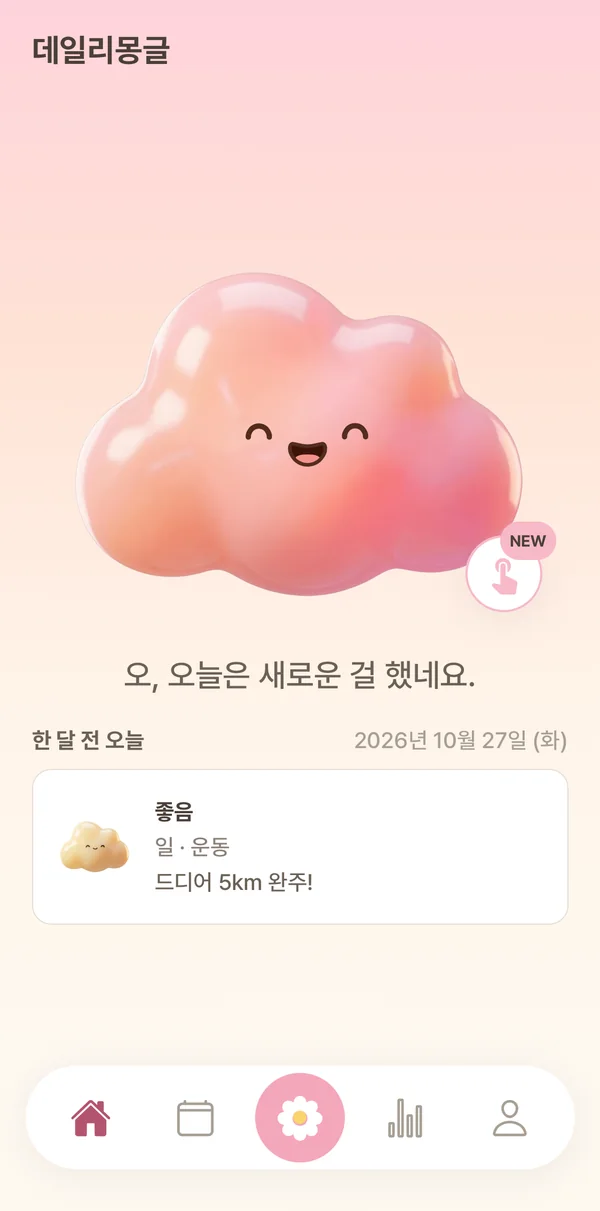 데일리몽글
NEW
오, 오늘은 새로운 걸 했네요.
한 달 전 오늘
2026년 10월 27일 (화)
좋음
일 · 운동
드디어 5km 완주!